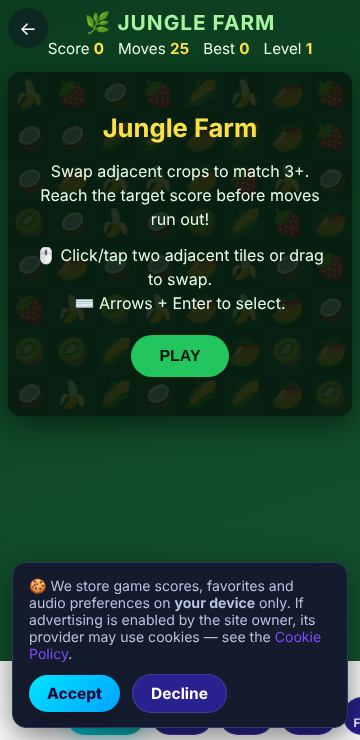 JUNGLE FARM
Score 0 Moves 25 Best 0 Level 1
Jungle Farm
Swap adjacent crops to match 3+.
Reach the target score before moves
run out!
Click/tap two adjacent tiles or drag
to swap.
Arrows + Enter to select.
PLAY
We store game scores, favorites and
audio preferences on your device only. If
advertising is enabled by the site owner, its
provider may use cookies — see the Cookie
Policy.
Accept Decline